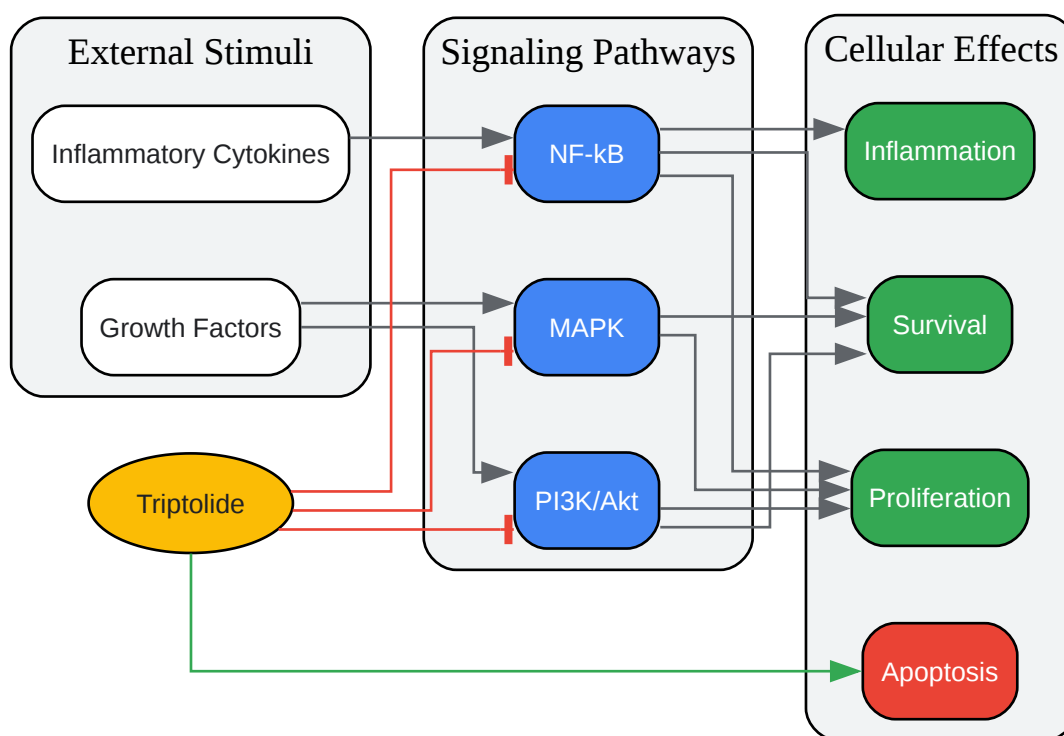 External Stimuli
Inflammatory Cytokines
Growth Factors
Triptolide
Signaling Pathways
NF-kB
MAPK
PI3K/Akt
Cellular Effects
Inflammation
Survival
Proliferation
Apoptosis